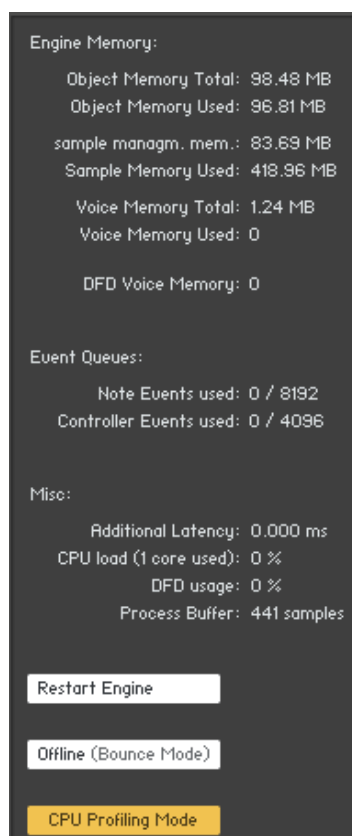 Engine Memory:
Object Memory Total: 98.48 MB
Object Memory Used: 96.81 MB
sample managm. mem.: 83.69 MB
Sample Memory Used: 418.96 MB
Voice Memory Total: 1.24 MB
Voice Memory Used: 0
DFD Voice Memory: 0
Event Queues:
Note Events used: 0 / 8192
Controller Events used: 0 / 4096
Misc:
Additional Latency: 0.000 ms
CPU load (1 core used): 0 %
DFD usage: 0 %
Process Buffer: 441 samples
Restart Engine
Offline (Bounce Mode)
CPU Profiling Mode